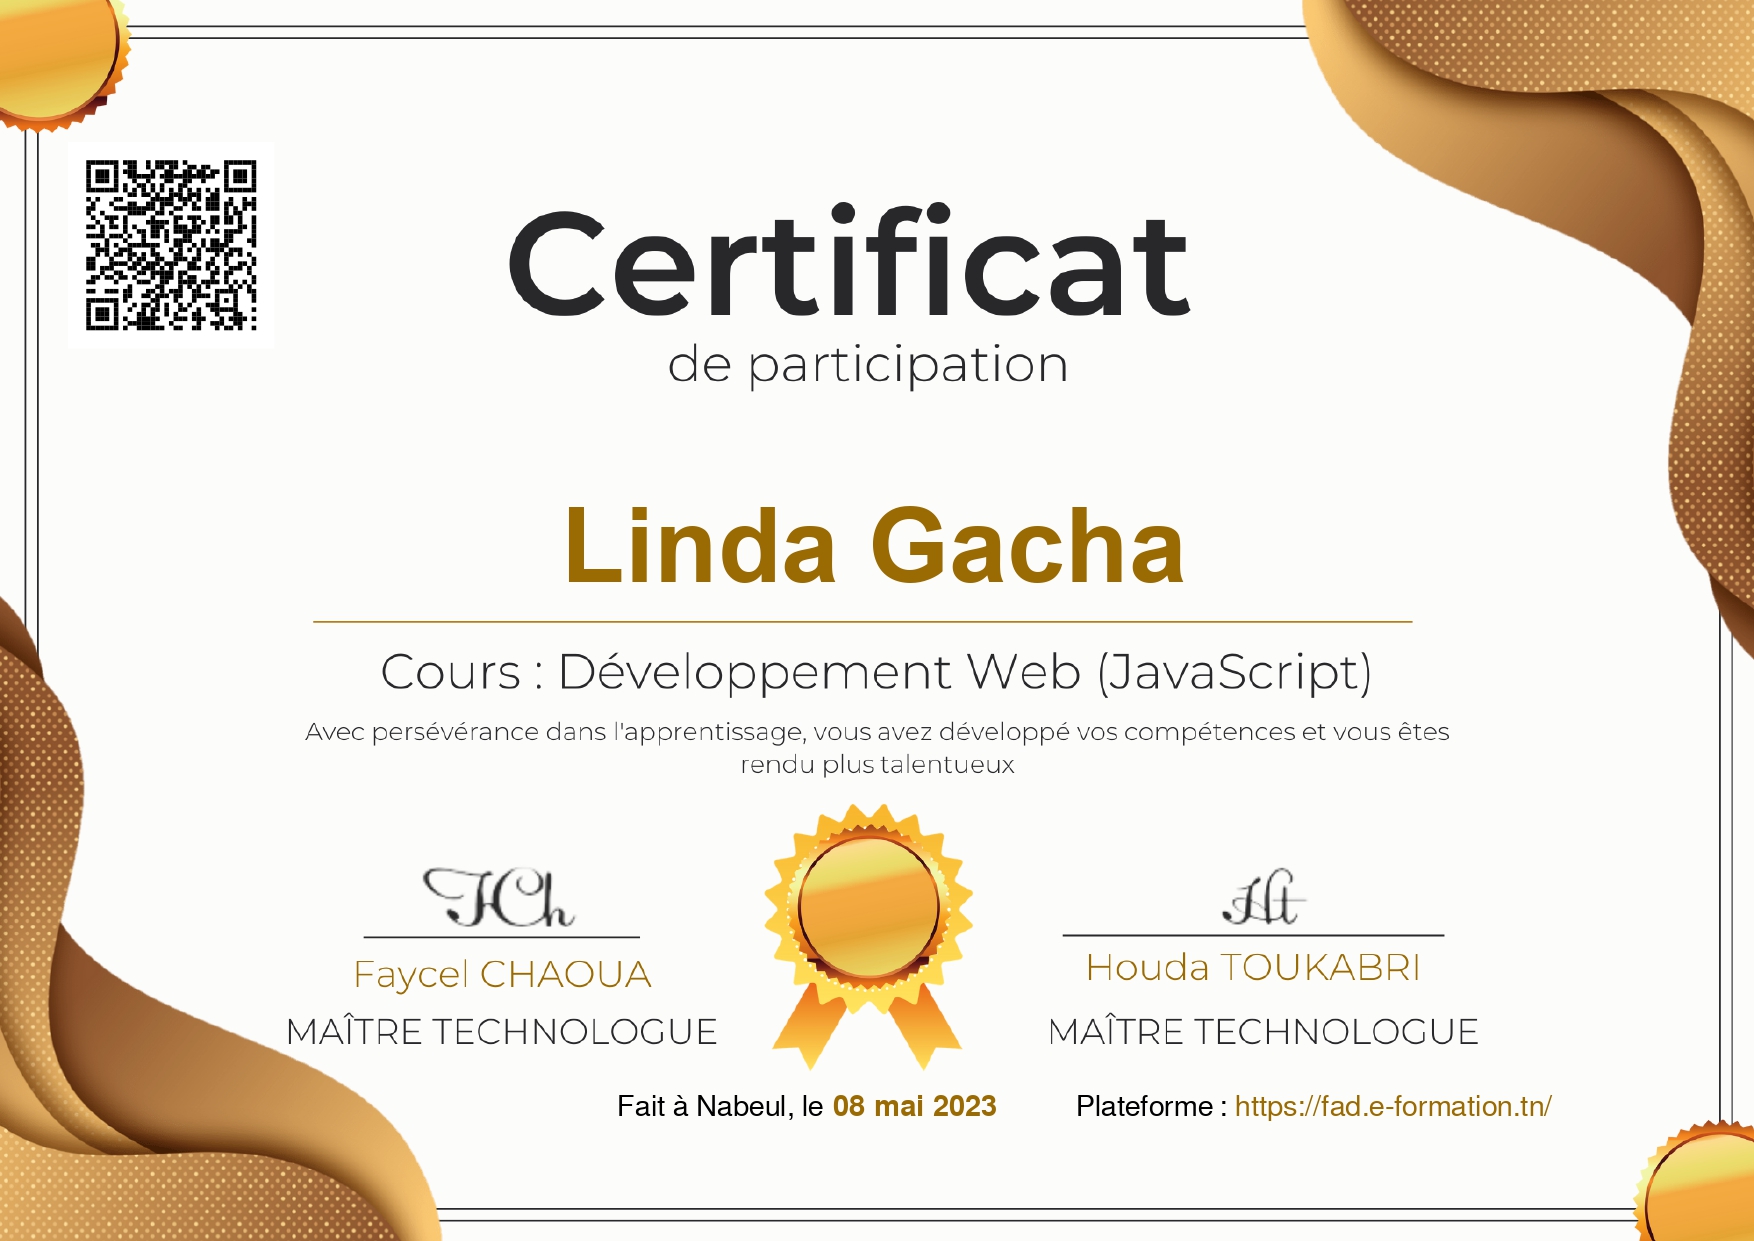 Certificat
de participation
Linda Gacha
Cours : Développement Web (JavaScript)
Avec persévérance dans l'apprentissage, vous avez développé vos compétences et vous êtes
rendu plus talentueux
FCh
Ht
Faycel CHAOUA
Houda TOUKABRI
MAÎTRE TECHNOLOGUE
MAÎTRE TECHNOLOGUE
Fait à Nabeul, le 08 mai 2023
Plateforme : https://fad.e-formation.tn/